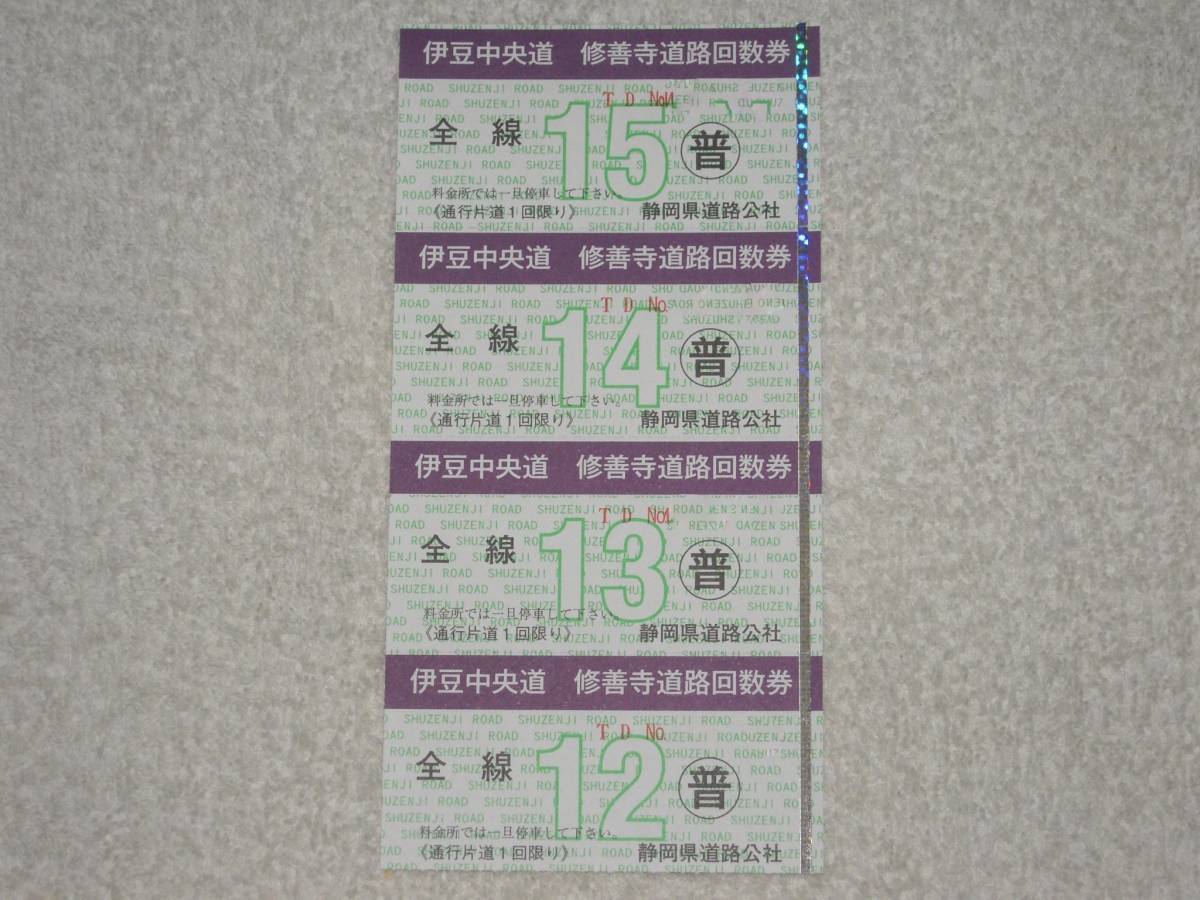 伊豆中央道 修善寺道路回数券
T D No
全線 15 普
料金所では一旦停車して下さい。
《通行片道1回限り》 静岡県道路公社
伊豆中央道 修善寺道路回数券
T D No.
全線 14 普
料金所では一旦停車して下さい。
《通行片道1回限り》 静岡県道路公社
伊豆中央道 修善寺道路回数券
T D No
全線 13 普
料金所では一旦停車して下さい。
《通行片道1回限り》 静岡県道路公社
伊豆中央道 修善寺道路回数券
T D No.
全線 12 普
料金所では一旦停車して下さい。
《通行片道1回限り》 静岡県道路公社